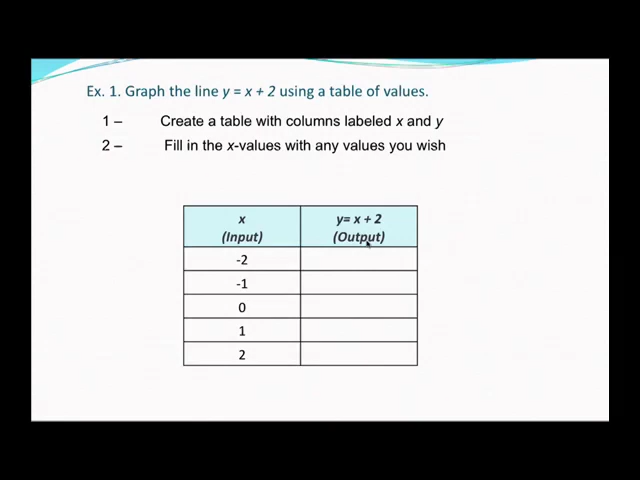 Ex. 1. Graph the line y = x + 2 using a table of values.
1 – Create a table with columns labeled x and y
2 – Fill in the x-values with any values you wish
x y= x + 2
(Input) (Output)
-2
-1
0
1
2